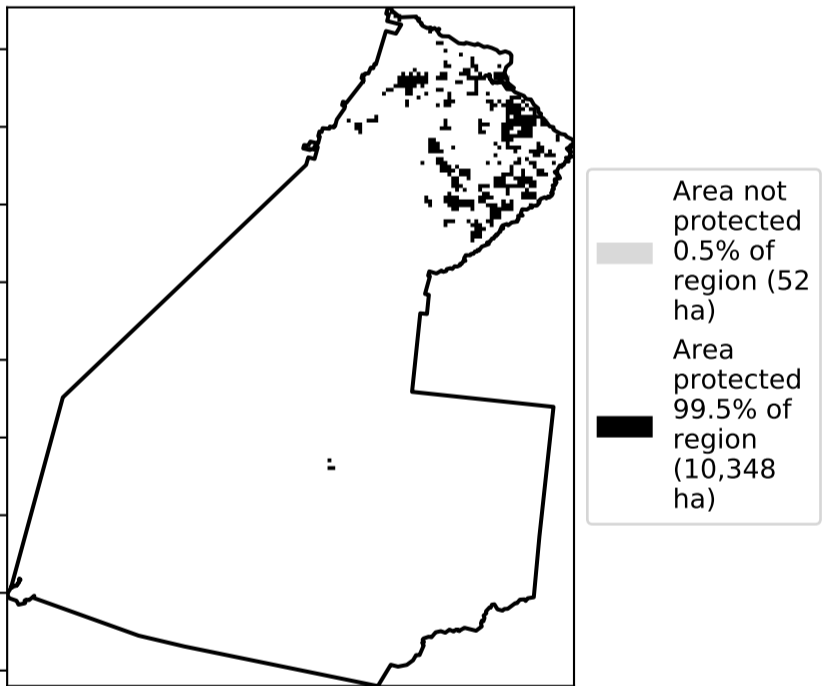 Area not
protected
0.5% of
region (52
ha)
Area
protected
99.5% of
region
(10,348
ha)